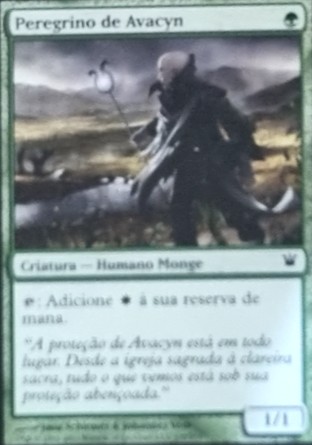 Peregrino de Avacyn
Criatura — Humano Monge
: Adicione à sua reserva de
mana.
"A proteção de Avacyn está em todo
lugar. Desde a igreja sagrada à clareira
sacra, tudo o que vemos está sob sua
proteção abençoada."
1/1